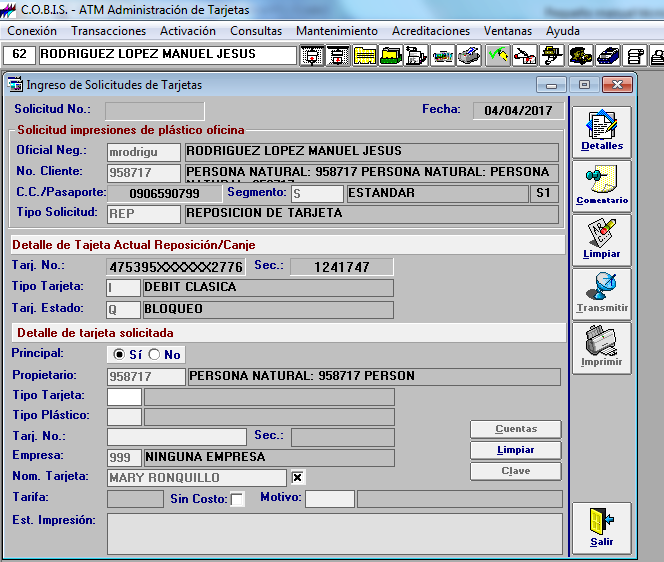 C.O.B.I.S. - ATM Administración de Tarjetas
Conexión Transacciones Activación Consultas Mantenimiento Acreditaciones Ventanas Ayuda
62 RODRIGUEZ LOPEZ MANUEL JESUS
Ingreso de Solicitudes de Tarjetas
Solicitud No.: Fecha: 04/04/2017
Solicitud impresiones de plástico oficina
Oficial Neg.: mrodrigu RODRIGUEZ LOPEZ MANUEL JESUS
No. Cliente: 958717 PERSONA NATURAL: 958717 PERSONA NATURAL: PERSONA
C.C./Pasaporte: 0906590799 Segmento: S ESTANDAR S1
Tipo Solicitud: REP REPOSICION DE TARJETA
Detalle de Tajeta Actual Reposición/Canje
Tarj. No.: 475395XXXXXX2776 Sec.: 1241747
Tipo Tarjeta: I DEBIT CLASICA
Tarj. Estado: Q BLOQUEO
Detalle de tarjeta solicitada
Principal: Sí No
Propietario: 958717 PERSONA NATURAL: 958717 PERSON
Tipo Tarjeta:
Tipo Plástico:
Tarj. No.: Sec.:
Empresa: 999 NINGUNA EMPRESA
Nom. Tarjeta: MARY RONQUILLO
Tarifa: Sin Costo: Motivo:
Est. Impresión:
Cuentas
Limpiar
Clave
Detalles
Comentario
Limpiar
Transmitir
Imprimir
Salir